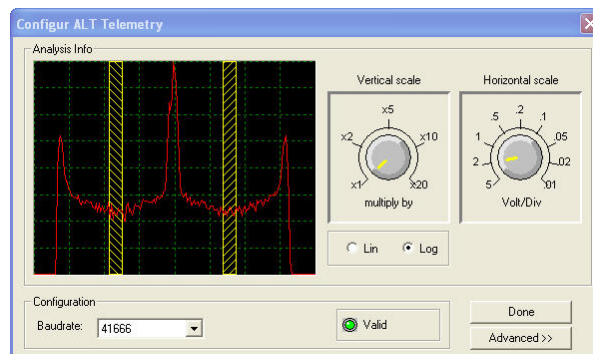 Configur ALT Telemetry
Analysis Info
Vertical scale
x1
x2
x5
x10
x20
multiply by
Lin
Log
Horizontal scale
5
2
1
.5
.2
.1
.05
.02
.01
Volt/Div
Configuration
Baudrate:
41666
Valid
Done
Advanced >>